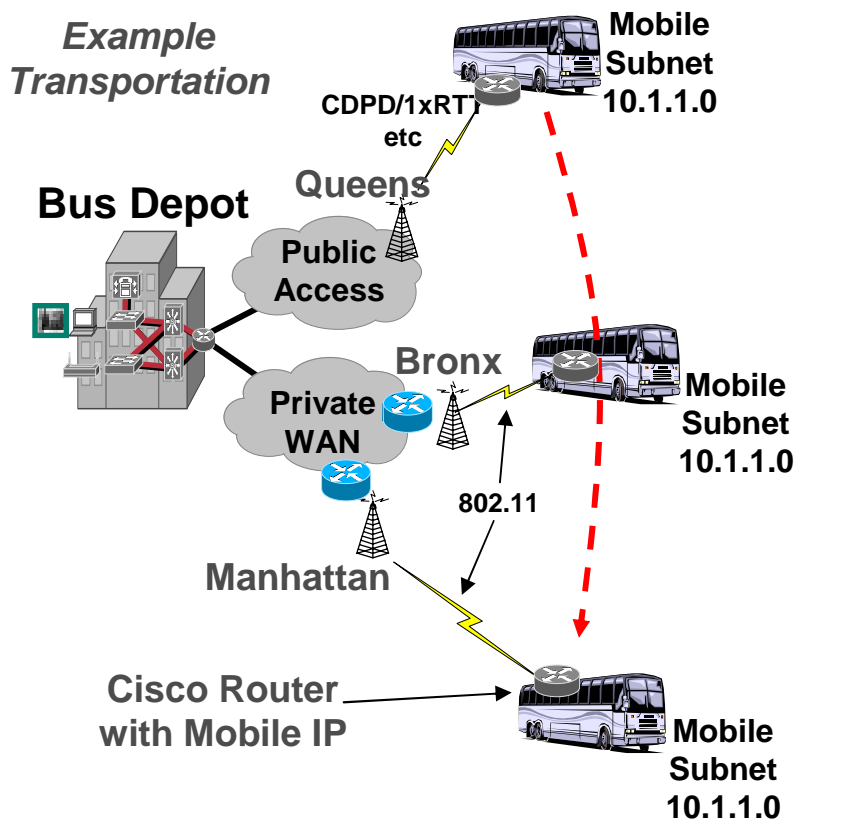 Example
Transportation
Mobile
Subnet
10.1.1.0
CDPD/1xRTT
etc
Queens
Bus Depot
Public
Access
Bronx
Mobile
Subnet
10.1.1.0
Private
WAN
802.11
Manhattan
Cisco Router
with Mobile IP
Mobile
Subnet
10.1.1.0